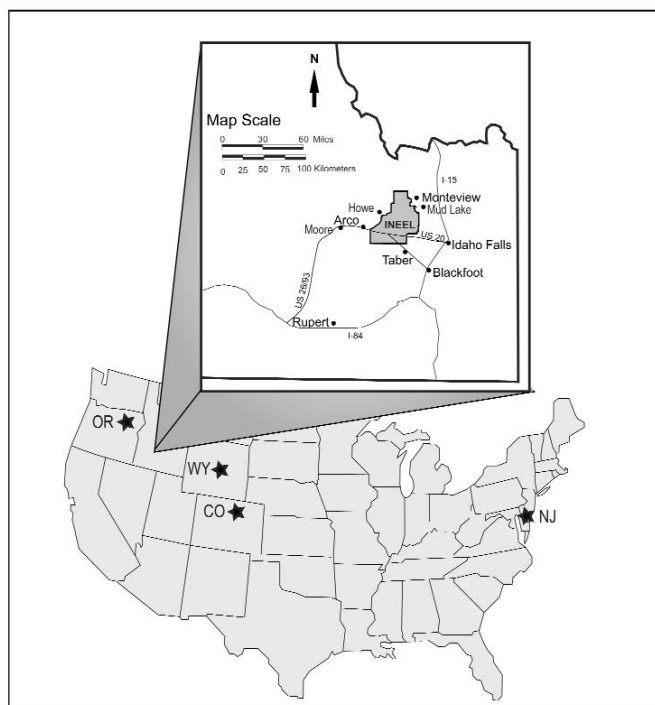 N
Map Scale
0 30 60 Miles
0 25 50 75 100 Kilometers
I-15
Monteview
Mud Lake
Howe
INEEL
Arco
Moore
US 20
Idaho Falls
Taber
Blackfoot
US 26/93
Rupert
I-84
OR
WY
CO
NJ